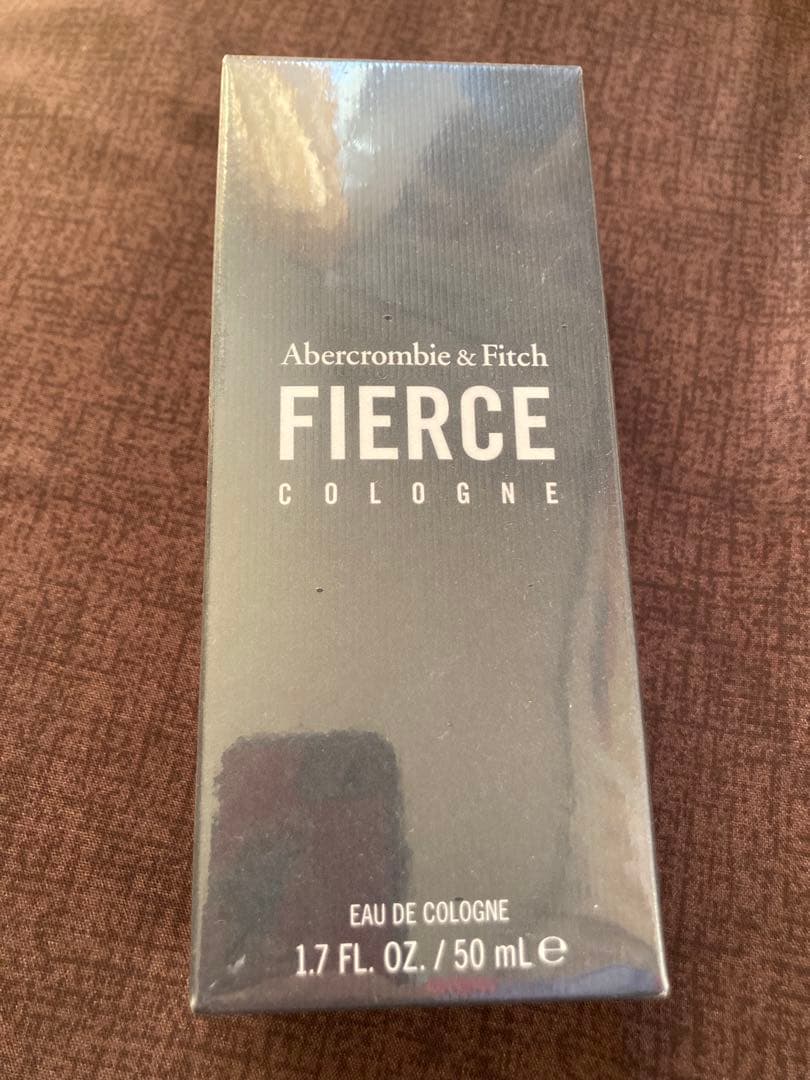 Abercrombie & Fitch
FIERCE
COLOGNE
EAU DE COLOGNE
1.7 FL. OZ. / 50 mL ℮